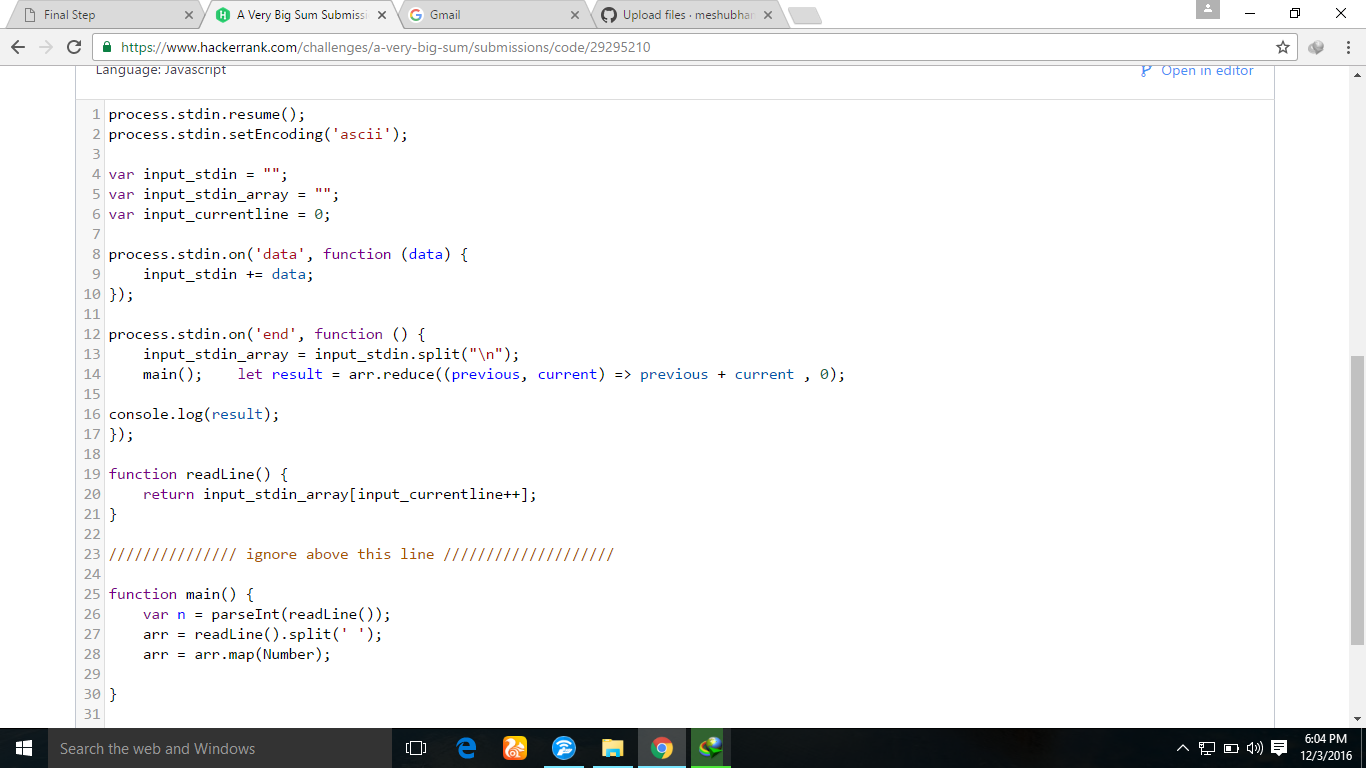 Final Step
A Very Big Sum Submissi
Gmail
Upload files · meshubhar
https://www.hackerrank.com/challenges/a-very-big-sum/submissions/code/29295210
Language: Javascript
Open in editor
1 process.stdin.resume();
2 process.stdin.setEncoding('ascii');
3
4 var input_stdin = "";
5 var input_stdin_array = "";
6 var input_currentline = 0;
7
8 process.stdin.on('data', function (data) {
9     input_stdin += data;
10 });
11
12 process.stdin.on('end', function () {
13     input_stdin_array = input_stdin.split("\n");
14     main();    let result = arr.reduce((previous, current) => previous + current , 0);
15
16 console.log(result);
17 });
18
19 function readLine() {
20     return input_stdin_array[input_currentline++];
21 }
22
23 /////////////// ignore above this line ////////////////////
24
25 function main() {
26     var n = parseInt(readLine());
27     arr = readLine().split(' ');
28     arr = arr.map(Number);
29
30 }
31
Search the web and Windows
6:04 PM
12/3/2016